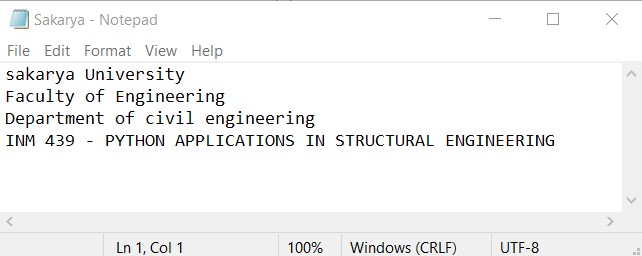 Sakarya - Notepad
File Edit Format View Help
sakarya University
Faculty of Engineering
Department of civil engineering
INM 439 - PYTHON APPLICATIONS IN STRUCTURAL ENGINEERING
Ln 1, Col 1 100% Windows (CRLF) UTF-8